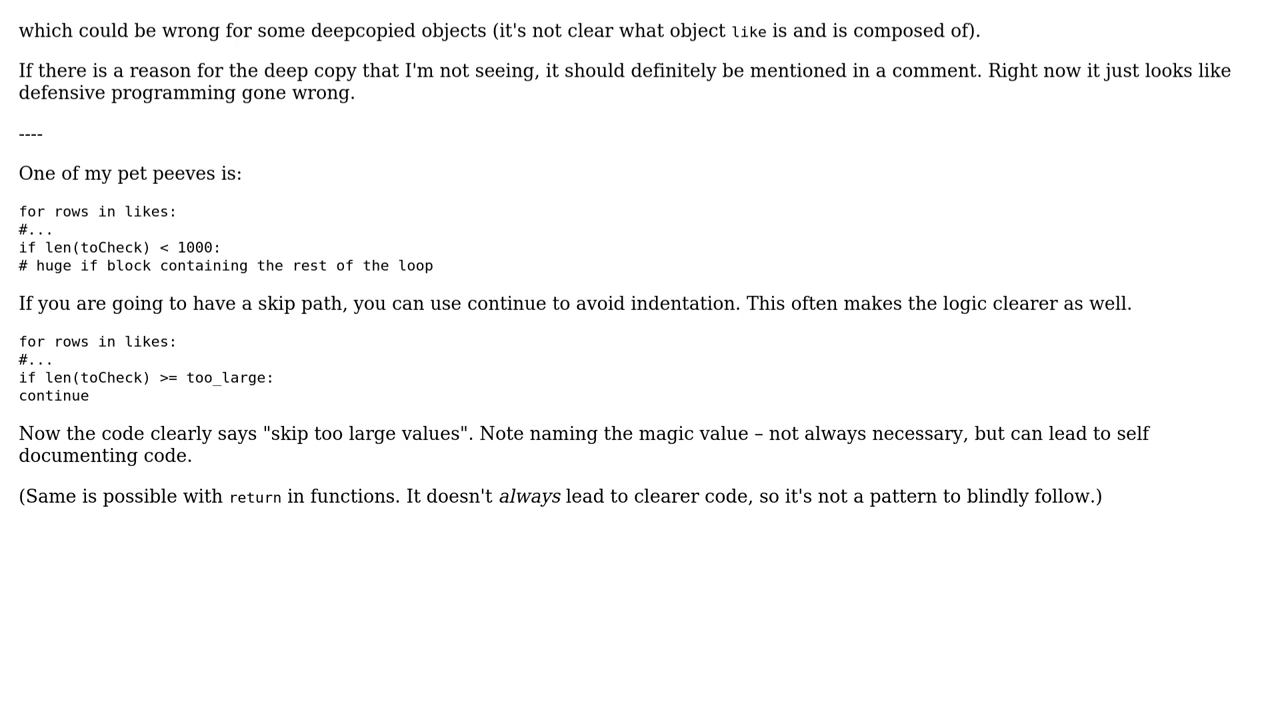 which could be wrong for some deepcopied objects (it's not clear what object like is and is composed of).
If there is a reason for the deep copy that I'm not seeing, it should definitely be mentioned in a comment. Right now it just looks like
defensive programming gone wrong.
----
One of my pet peeves is:
for rows in likes:
#...
if len(toCheck) < 1000:
# huge if block containing the rest of the loop
If you are going to have a skip path, you can use continue to avoid indentation. This often makes the logic clearer as well.
for rows in likes:
#...
if len(toCheck) >= too_large:
continue
Now the code clearly says "skip too large values". Note naming the magic value – not always necessary, but can lead to self
documenting code.
(Same is possible with return in functions. It doesn't always lead to clearer code, so it's not a pattern to blindly follow.)